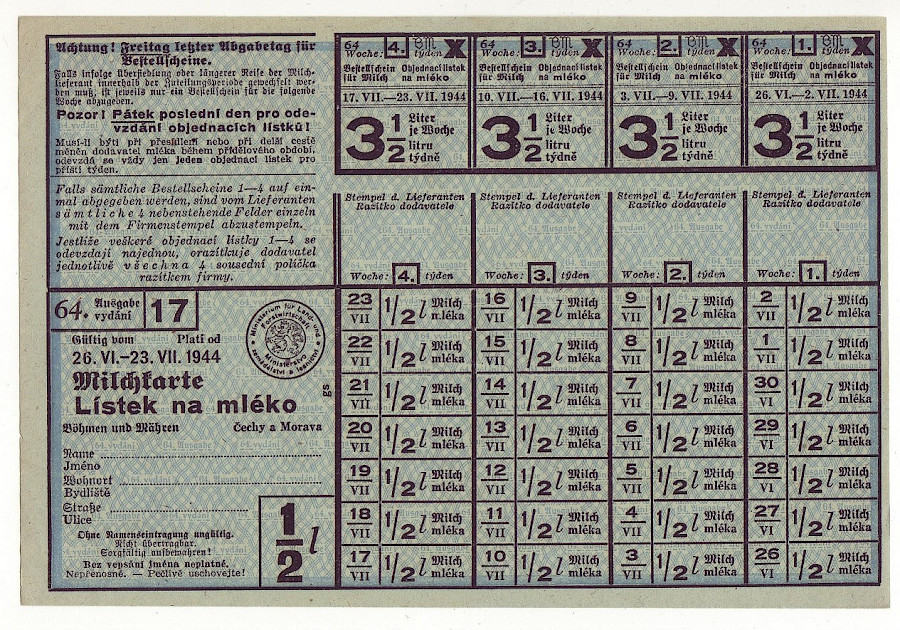 Achtung! Freitag letzter Abgabetag für
Bestellscheine.
Falls infolge Übersiedlung oder längerer Reise der Milch-
lieferant innerhalb der Zuteilungsperiode gewechselt wer-
den muß, ist jeweils nur ein Bestellschein für die folgende
Woche abzugeben.
Pozor! Pátek poslední den pro ode-
vzdání objednacích lístků!
Musí-li býti při přesídlení nebo při delší cestě
měněn dodavatel mléka během přídělového období,
odevzdá se vždy jen jeden objednací lístek pro
příští týden.
Falls sämtliche Bestellscheine 1—4 auf ein-
mal abgegeben werden, sind vom Lieferanten
sämtliche 4 nebenstehende Felder einzeln
mit dem Firmenstempel abzustempeln.
Jestliže veškeré objednací lístky 1—4 se
odevzdají najednou, orazítkuje dodavatel
jednotlivě všechna 4 sousední políčka
razítkem firmy.
64 Woche: 4. EM týden X
Bestellschein für Milch Objednací lístek na mléko
17. VII.—23. VII. 1944
3 1/2 Liter je Woche litru týdně
64 Woche: 3. EM týden X
Bestellschein für Milch Objednací lístek na mléko
10. VII.—16. VII. 1944
3 1/2 Liter je Woche litru týdně
64 Woche: 2. EM týden X
Bestellschein für Milch Objednací lístek na mléko
3. VII.—9. VII. 1944
3 1/2 Liter je Woche litru týdně
64 Woche: 1. EM týden X
Bestellschein für Milch Objednací lístek na mléko
26. VI.—2. VII. 1944
3 1/2 Liter je Woche litru týdně
Stempel d. Lieferanten
Razítko dodavatele
Woche: 4. týden
Stempel d. Lieferanten
Razítko dodavatele
Woche: 3. týden
Stempel d. Lieferanten
Razítko dodavatele
Woche: 2. týden
Stempel d. Lieferanten
Razítko dodavatele
Woche: 1. týden
64. Ausgabe vydání 17
Gültig vom Platí od
26. VI.–23. VII. 1944
Milchkarte
Lístek na mléko
Böhmen und Mähren Čechy a Morava
Ministerium für Land- und Forstwirtschaft
Ministerstvo zemědělství a lesnictví
Name
Jméno
Wohnort
Bydliště
Straße
Ulice
Ohne Namenseintragung ungültig.
Nicht übertragbar.
Sorgfältig aufbewahren!
Bez vepsání jména neplatné.
Nepřenosné. — Pečlivě uschovejte!
1/2 l
23 VII 1/2 l Milch mléka 16 VII 1/2 l Milch mléka 9 VII 1/2 l Milch mléka 2 VII 1/2 l Milch mléka
22 VII 1/2 l Milch mléka 15 VII 1/2 l Milch mléka 8 VII 1/2 l Milch mléka 1 VII 1/2 l Milch mléka
21 VII 1/2 l Milch mléka 14 VII 1/2 l Milch mléka 7 VII 1/2 l Milch mléka 30 VI 1/2 l Milch mléka
20 VII 1/2 l Milch mléka 13 VII 1/2 l Milch mléka 6 VII 1/2 l Milch mléka 29 VI 1/2 l Milch mléka
19 VII 1/2 l Milch mléka 12 VII 1/2 l Milch mléka 5 VII 1/2 l Milch mléka 28 VI 1/2 l Milch mléka
18 VII 1/2 l Milch mléka 11 VII 1/2 l Milch mléka 4 VII 1/2 l Milch mléka 27 VI 1/2 l Milch mléka
17 VII 1/2 l Milch mléka 10 VII 1/2 l Milch mléka 3 VII 1/2 l Milch mléka 26 VI 1/2 l Milch mléka